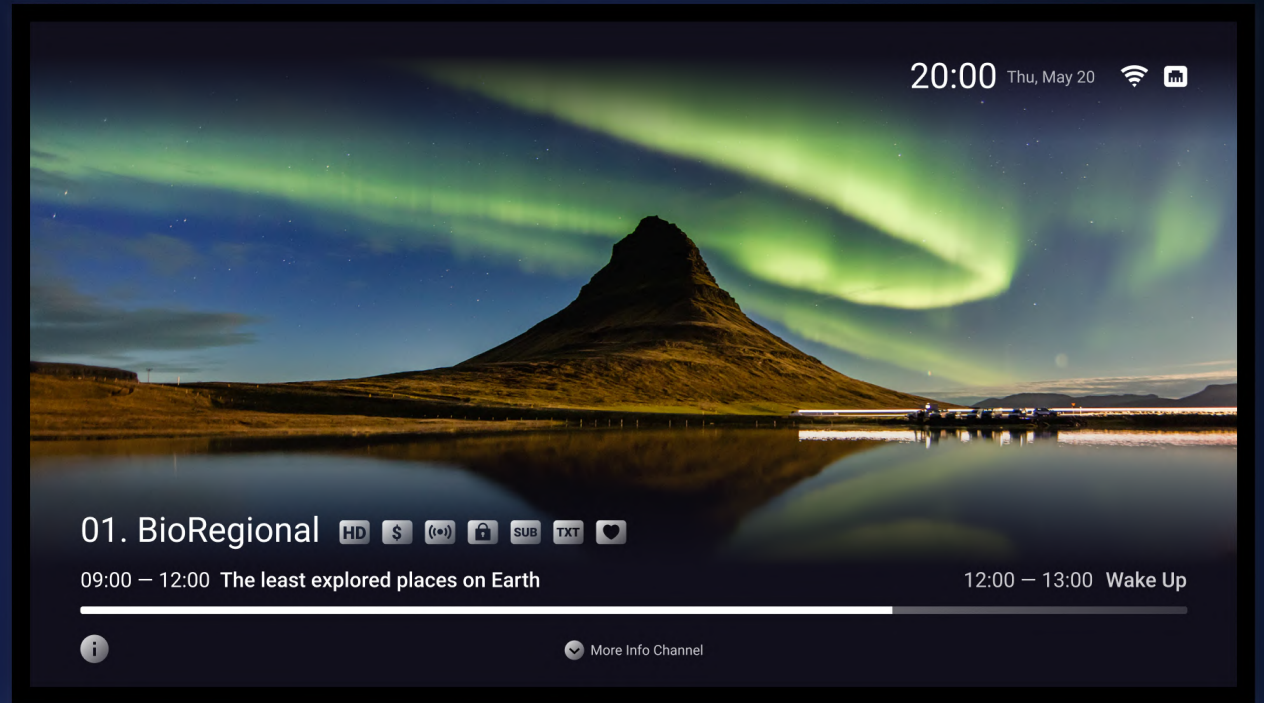 20:00 Thu, May 20
01. BioRegional HD $ SUB TXT
09:00 — 12:00 The least explored places on Earth
12:00 — 13:00 Wake Up
i
More Info Channel